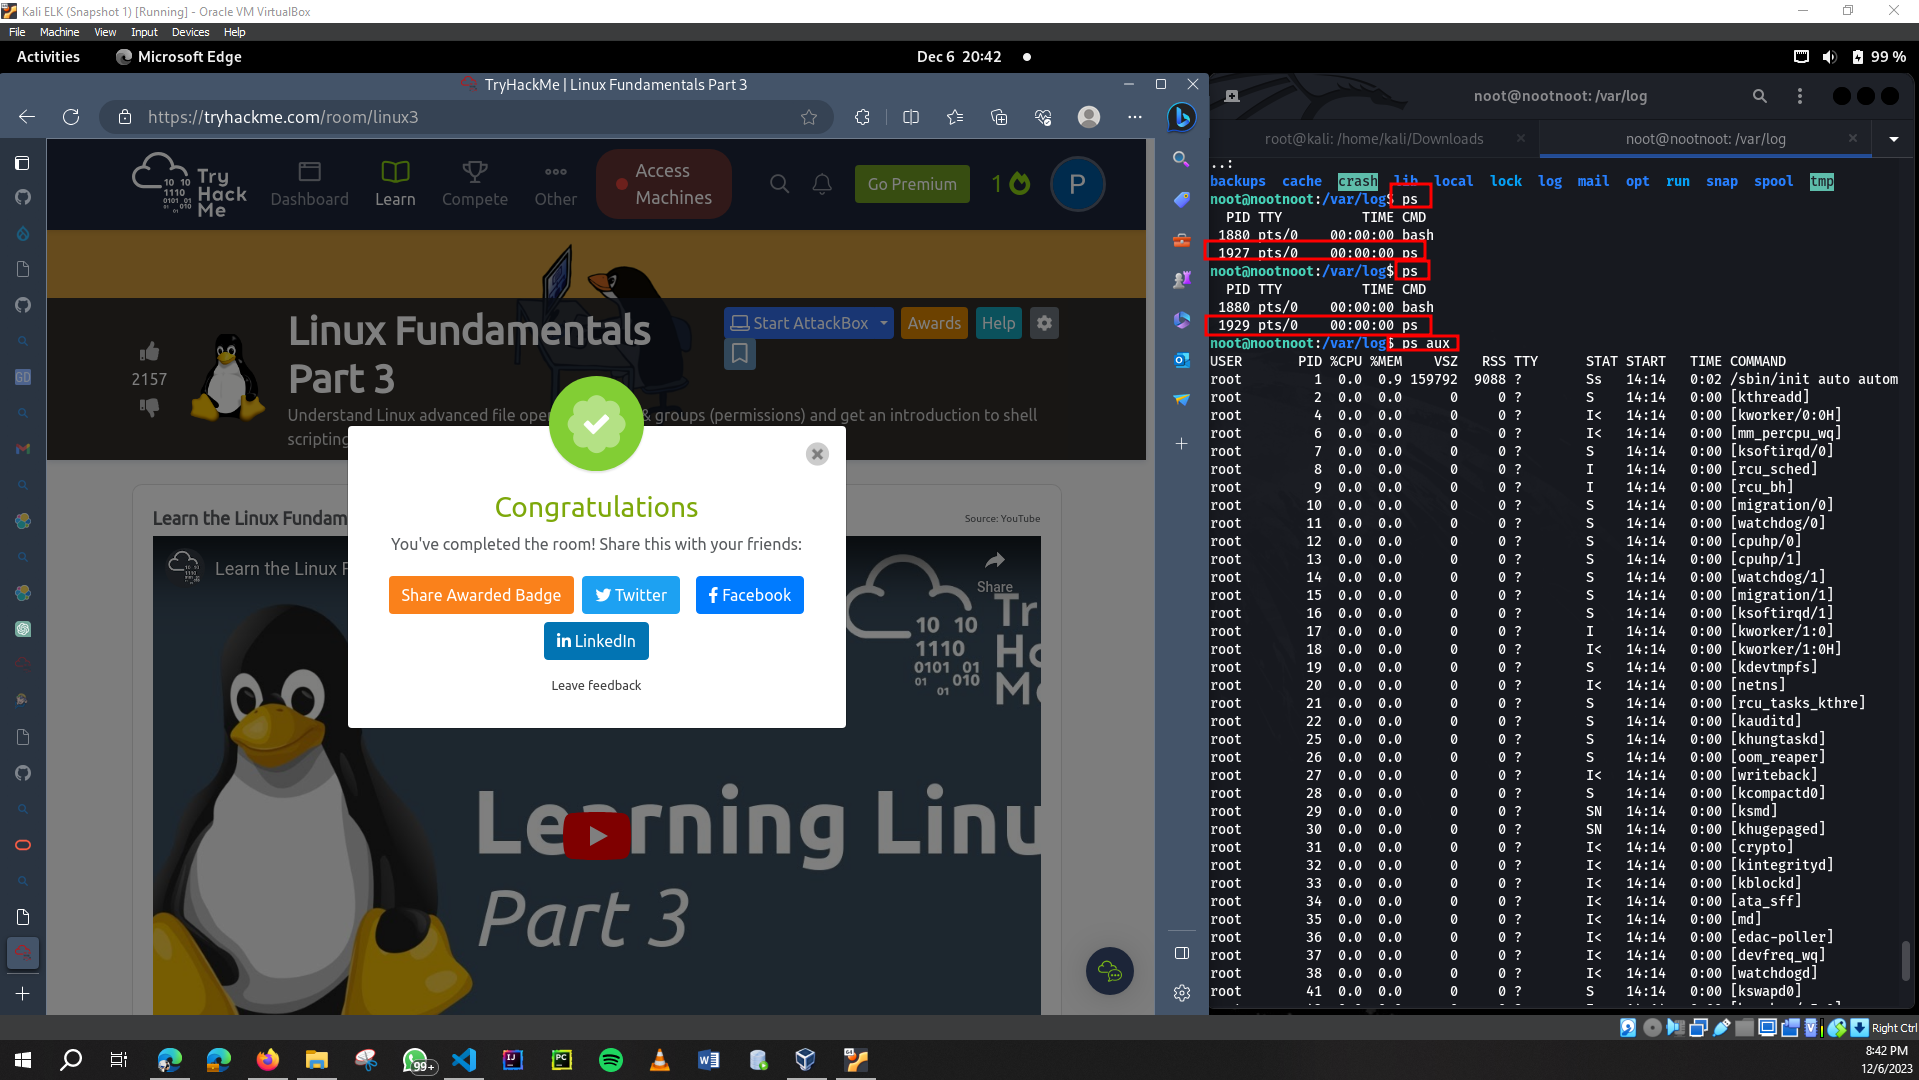 Kali ELK (Snapshot 1) [Running] - Oracle VM VirtualBox
File Machine View Input Devices Help
Activities Microsoft Edge Dec 6 20:42 99 %
TryHackMe | Linux Fundamentals Part 3
https://tryhackme.com/room/linux3
Try Hack Me
Dashboard Learn Compete Other
Access Machines
Go Premium 1 P
Linux Fundamentals
Part 3
Start AttackBox Awards Help
2157
Understand Linux advanced file oper & groups (permissions) and get an introduction to shell
scripting
Congratulations
You've completed the room! Share this with your friends:
Share Awarded Badge Twitter Facebook
LinkedIn
Leave feedback
Learn the Linux Fundam
Source: YouTube
Learn the Linux F
Share
Learning Linu
Part 3
noot@nootnoot: /var/log
root@kali: /home/kali/Downloads noot@nootnoot: /var/log
..:
backups cache crash lib local lock log mail opt run snap spool tmp
noot@nootnoot:/var/log$ ps
PID TTY TIME CMD
1880 pts/0 00:00:00 bash
1927 pts/0 00:00:00 ps
noot@nootnoot:/var/log$ ps
PID TTY TIME CMD
1880 pts/0 00:00:00 bash
1929 pts/0 00:00:00 ps
noot@nootnoot:/var/log$ ps aux
USER PID %CPU %MEM VSZ RSS TTY STAT START TIME COMMAND
root 1 0.0 0.9 159792 9088 ? Ss 14:14 0:02 /sbin/init auto autom
root 2 0.0 0.0 0 0 ? S 14:14 0:00 [kthreadd]
root 4 0.0 0.0 0 0 ? I< 14:14 0:00 [kworker/0:0H]
root 6 0.0 0.0 0 0 ? I< 14:14 0:00 [mm_percpu_wq]
root 7 0.0 0.0 0 0 ? S 14:14 0:00 [ksoftirqd/0]
root 8 0.0 0.0 0 0 ? I 14:14 0:00 [rcu_sched]
root 9 0.0 0.0 0 0 ? I 14:14 0:00 [rcu_bh]
root 10 0.0 0.0 0 0 ? S 14:14 0:00 [migration/0]
root 11 0.0 0.0 0 0 ? S 14:14 0:00 [watchdog/0]
root 12 0.0 0.0 0 0 ? S 14:14 0:00 [cpuhp/0]
root 13 0.0 0.0 0 0 ? S 14:14 0:00 [cpuhp/1]
root 14 0.0 0.0 0 0 ? S 14:14 0:00 [watchdog/1]
root 15 0.0 0.0 0 0 ? S 14:14 0:00 [migration/1]
root 16 0.0 0.0 0 0 ? S 14:14 0:00 [ksoftirqd/1]
root 17 0.0 0.0 0 0 ? I 14:14 0:00 [kworker/1:0]
root 18 0.0 0.0 0 0 ? I< 14:14 0:00 [kworker/1:0H]
root 19 0.0 0.0 0 0 ? S 14:14 0:00 [kdevtmpfs]
root 20 0.0 0.0 0 0 ? I< 14:14 0:00 [netns]
root 21 0.0 0.0 0 0 ? S 14:14 0:00 [rcu_tasks_kthre]
root 22 0.0 0.0 0 0 ? S 14:14 0:00 [kauditd]
root 25 0.0 0.0 0 0 ? S 14:14 0:00 [khungtaskd]
root 26 0.0 0.0 0 0 ? S 14:14 0:00 [oom_reaper]
root 27 0.0 0.0 0 0 ? I< 14:14 0:00 [writeback]
root 28 0.0 0.0 0 0 ? S 14:14 0:00 [kcompactd0]
root 29 0.0 0.0 0 0 ? SN 14:14 0:00 [ksmd]
root 30 0.0 0.0 0 0 ? SN 14:14 0:00 [khugepaged]
root 31 0.0 0.0 0 0 ? I< 14:14 0:00 [crypto]
root 32 0.0 0.0 0 0 ? I< 14:14 0:00 [kintegrityd]
root 33 0.0 0.0 0 0 ? I< 14:14 0:00 [kblockd]
root 34 0.0 0.0 0 0 ? I< 14:14 0:00 [ata_sff]
root 35 0.0 0.0 0 0 ? I< 14:14 0:00 [md]
root 36 0.0 0.0 0 0 ? I< 14:14 0:00 [edac-poller]
root 37 0.0 0.0 0 0 ? I< 14:14 0:00 [devfreq_wq]
root 38 0.0 0.0 0 0 ? I< 14:14 0:00 [watchdogd]
root 41 0.0 0.0 0 0 ? S 14:14 0:00 [kswapd0]
Right Ctrl
99+
8:42 PM
12/6/2023